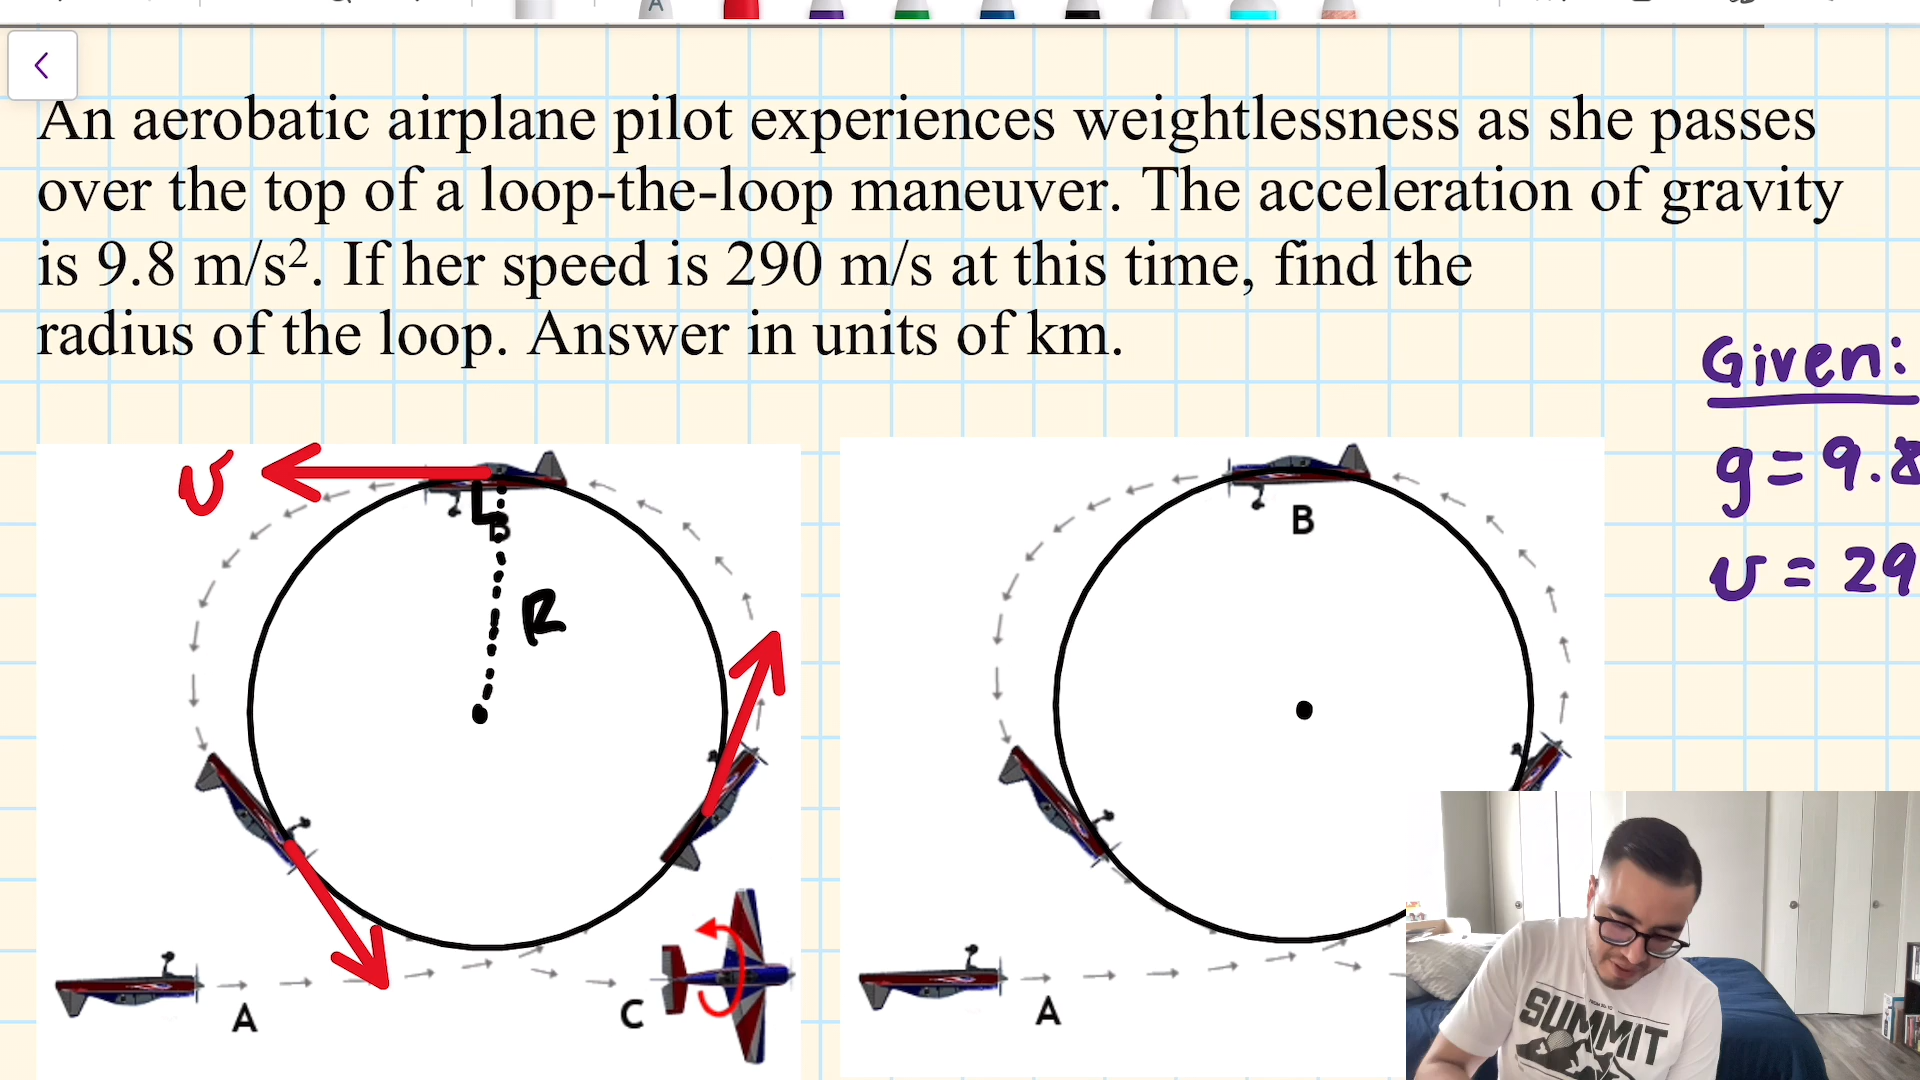 An aerobatic airplane pilot experiences weightlessness as she passes
over the top of a loop-the-loop maneuver. The acceleration of gravity
is 9.8 m/s². If her speed is 290 m/s at this time, find the
radius of the loop. Answer in units of km.
Given:
g = 9.8
v = 29
v
B
R
A
C
B
A
SUMMIT